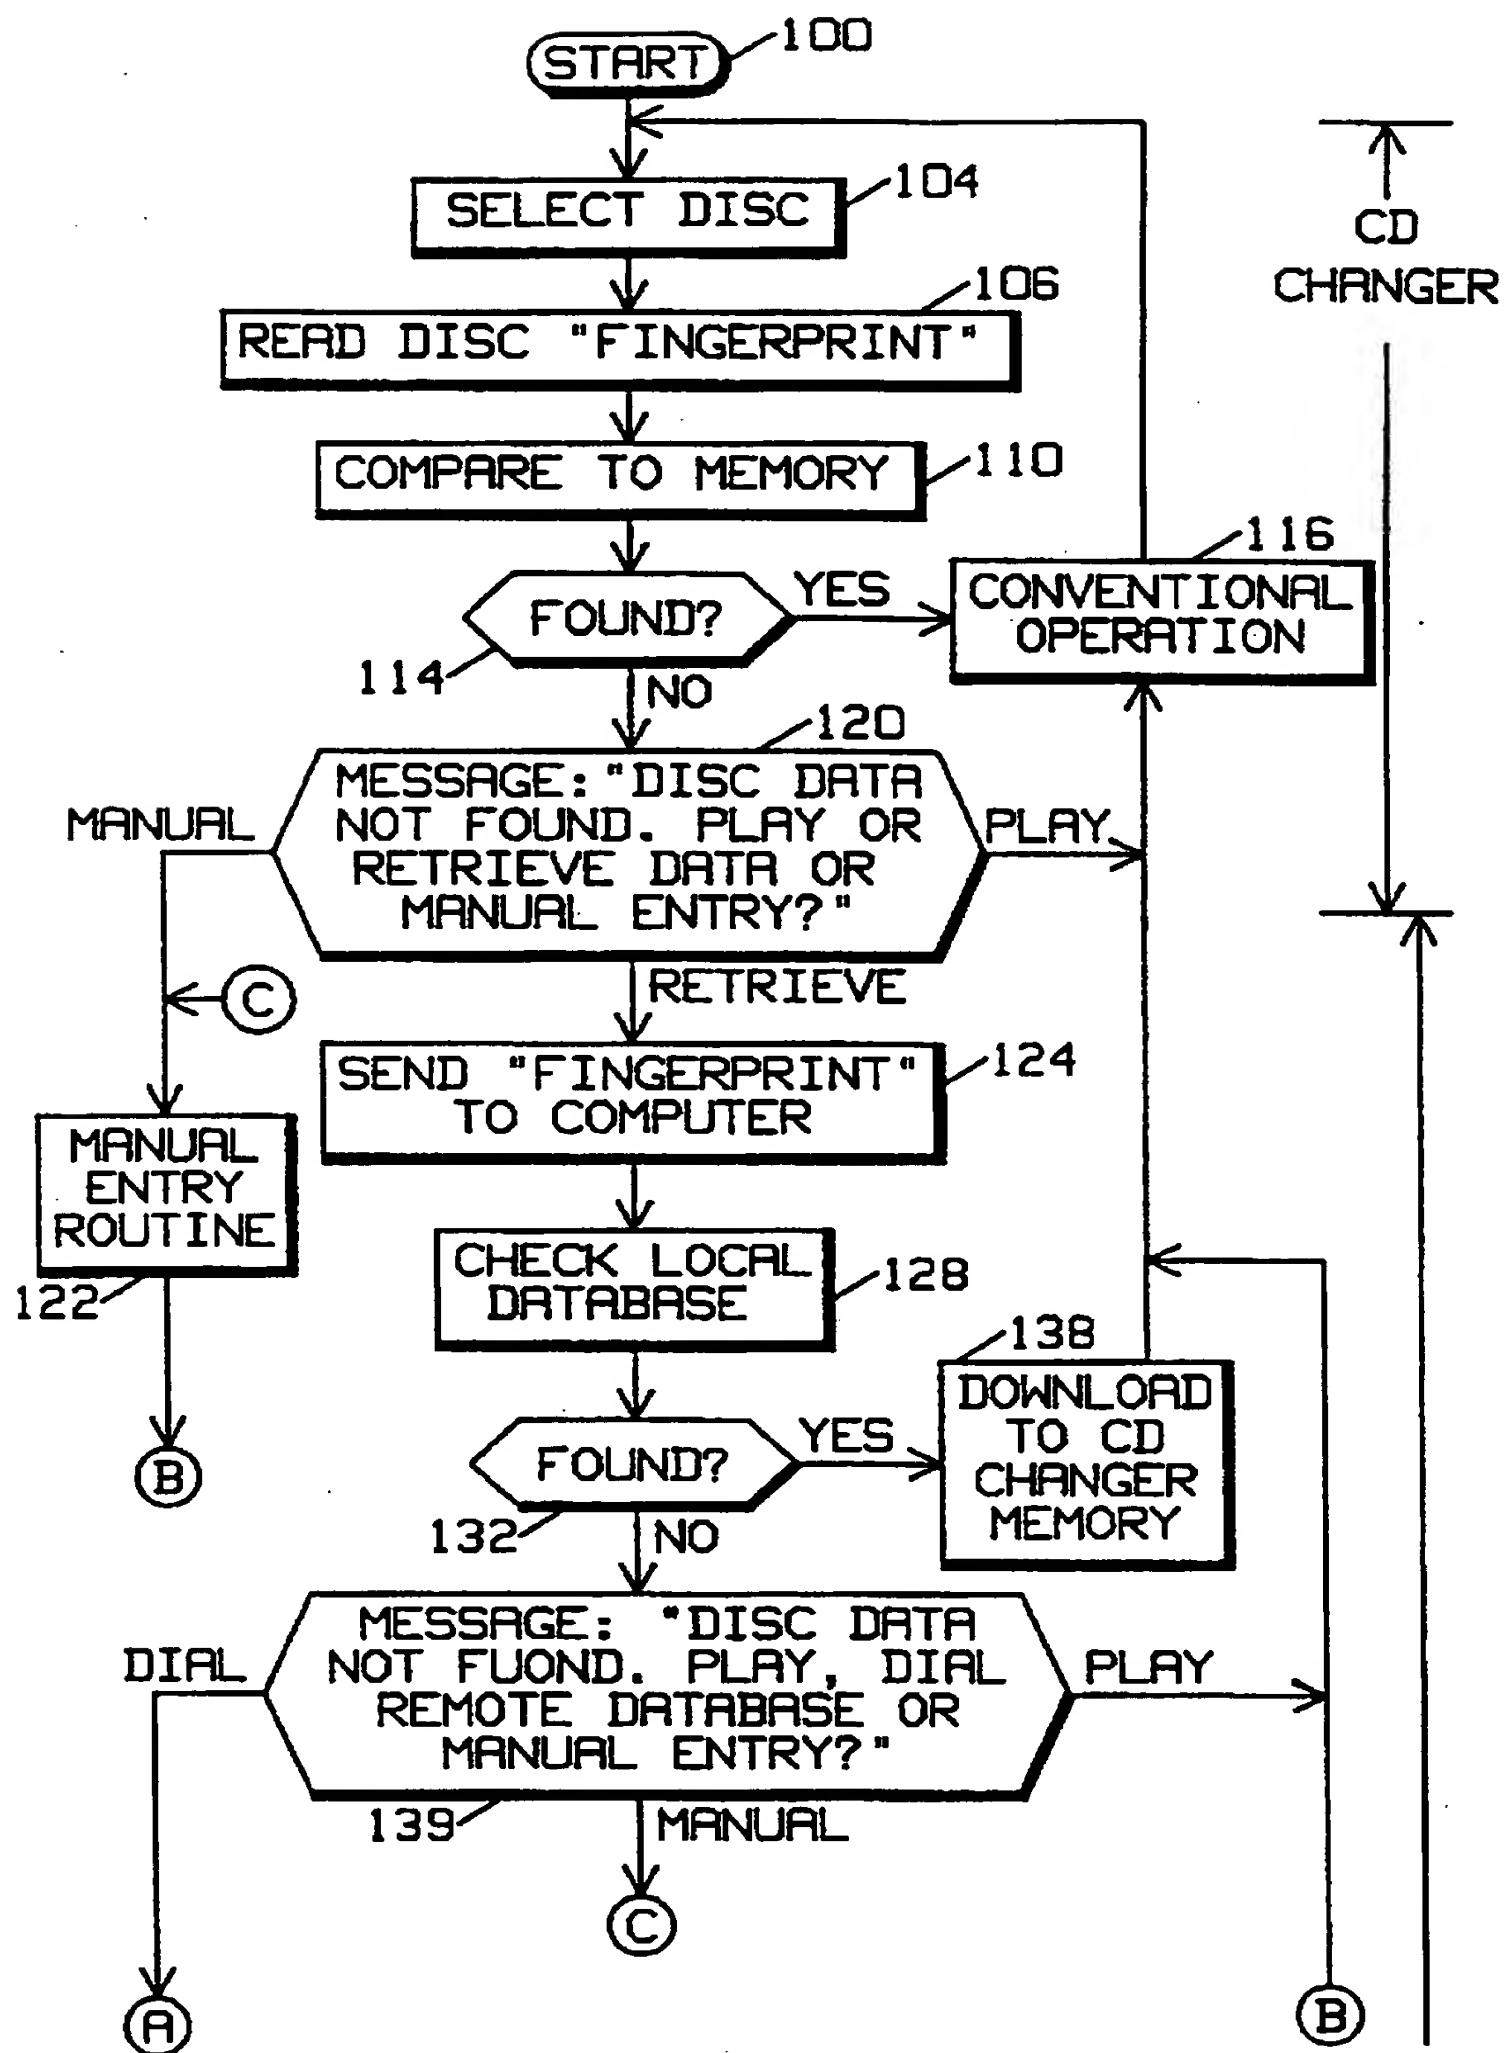 START
100
SELECT DISC
104
CD
CHANGER
READ DISC "FINGERPRINT"
106
COMPARE TO MEMORY
110
FOUND?
114
YES
NO
CONVENTIONAL
OPERATION
116
120
MESSAGE:"DISC DATA
NOT FOUND. PLAY OR
RETRIEVE DATA OR
MANUAL ENTRY?"
MANUAL
PLAY
RETRIEVE
C
SEND "FINGERPRINT"
TO COMPUTER
124
MANUAL
ENTRY
ROUTINE
122
B
CHECK LOCAL
DATABASE
128
FOUND?
132
YES
NO
138
DOWNLOAD
TO CD
CHANGER
MEMORY
MESSAGE: "DISC DATA
NOT FUOND. PLAY, DIAL
REMOTE DATABASE OR
MANUAL ENTRY?"
DIAL
PLAY
139
MANUAL
C
A
B